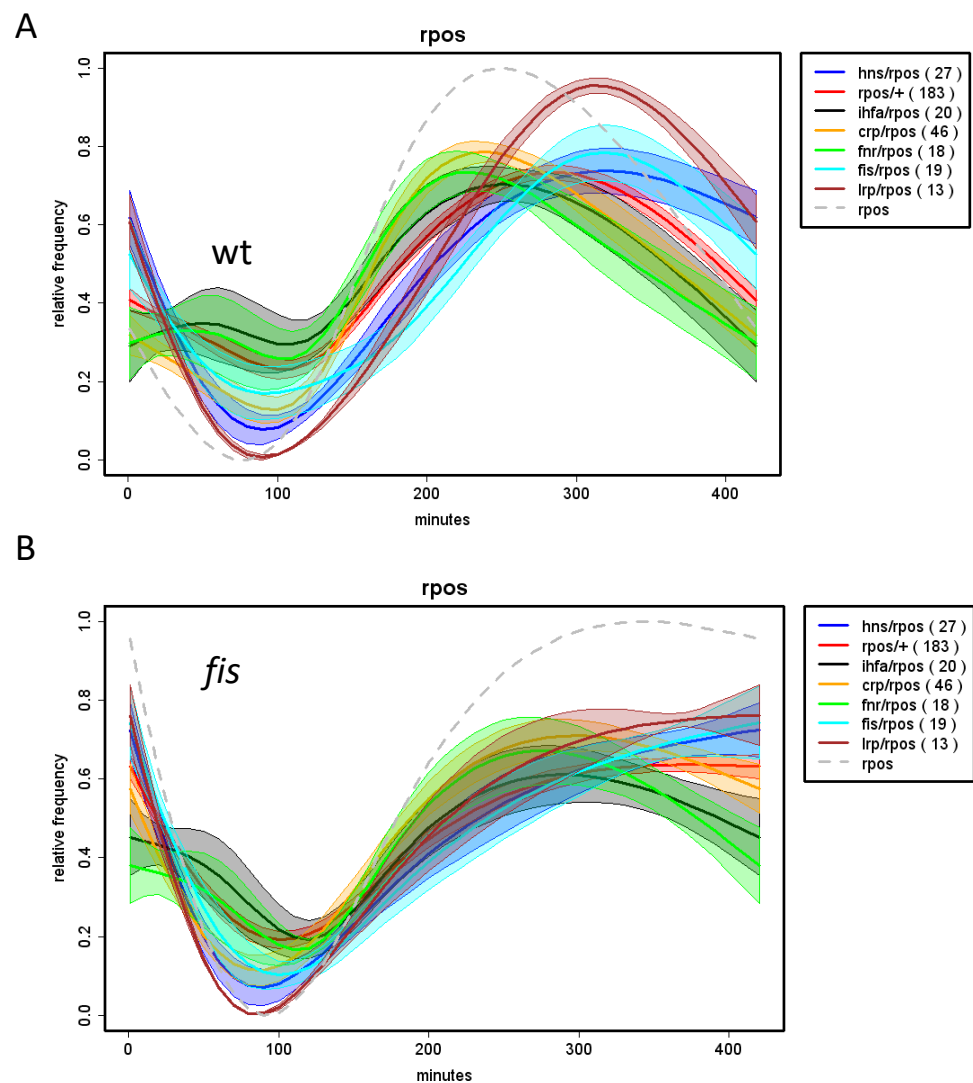 A
rpos
relative frequency
1.0
0.8
0.6
0.4
0.2
0.0
wt
0
100
200
300
400
minutes
hns/rpos ( 27 )
rpos/+ ( 183 )
ihfa/rpos ( 20 )
crp/rpos ( 46 )
fnr/rpos ( 18 )
fis/rpos ( 19 )
lrp/rpos ( 13 )
rpos
B
rpos
relative frequency
1.0
0.8
0.6
0.4
0.2
0.0
fis
0
100
200
300
400
minutes
hns/rpos ( 27 )
rpos/+ ( 183 )
ihfa/rpos ( 20 )
crp/rpos ( 46 )
fnr/rpos ( 18 )
fis/rpos ( 19 )
lrp/rpos ( 13 )
rpos